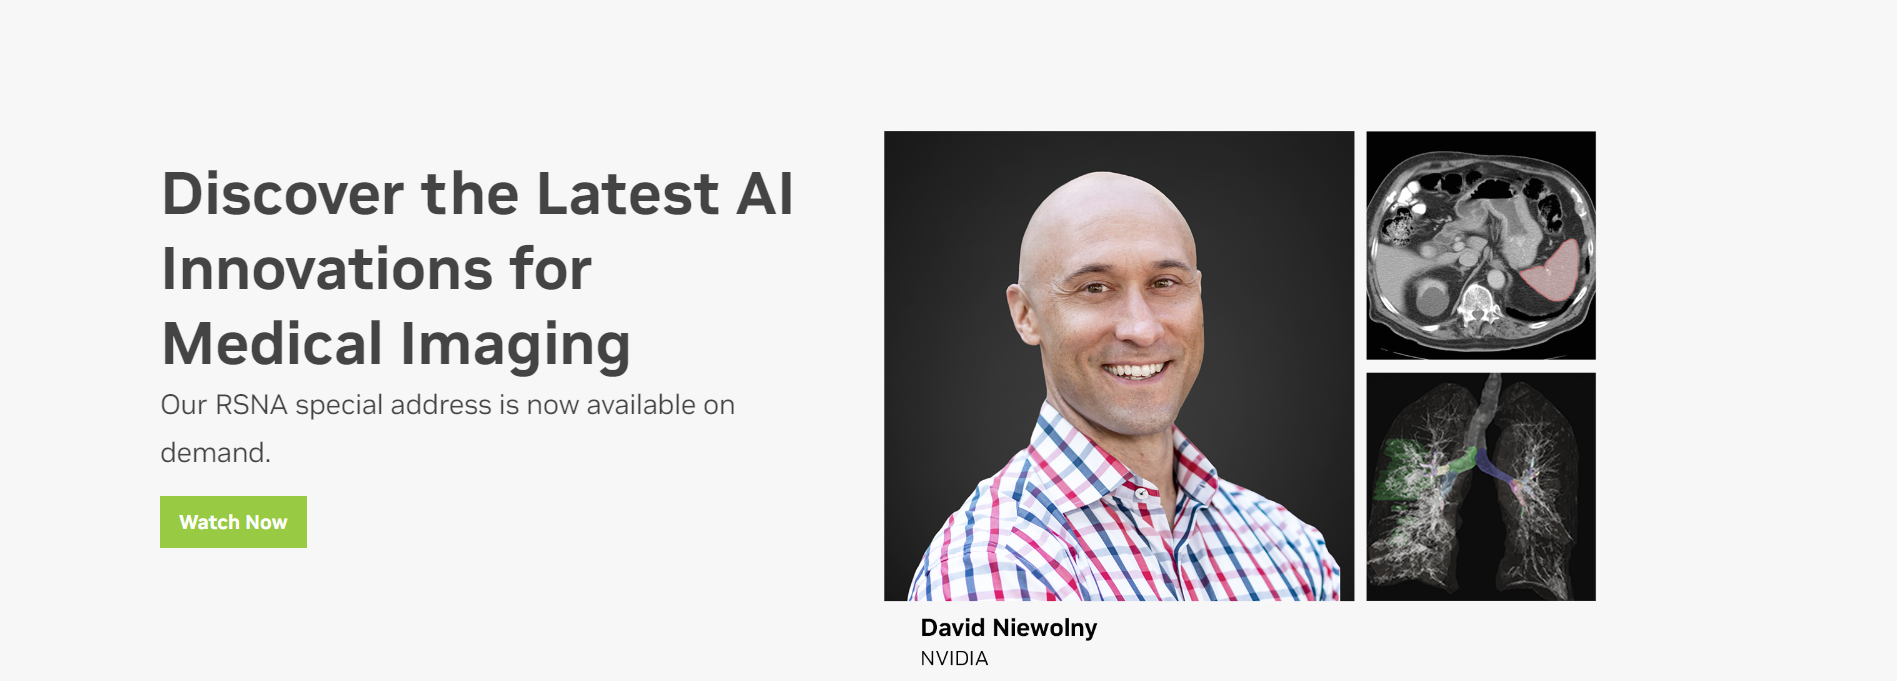 Discover the Latest AI
Innovations for
Medical Imaging
Our RSNA special address is now available on
demand.
Watch Now
David Niewolny
NVIDIA